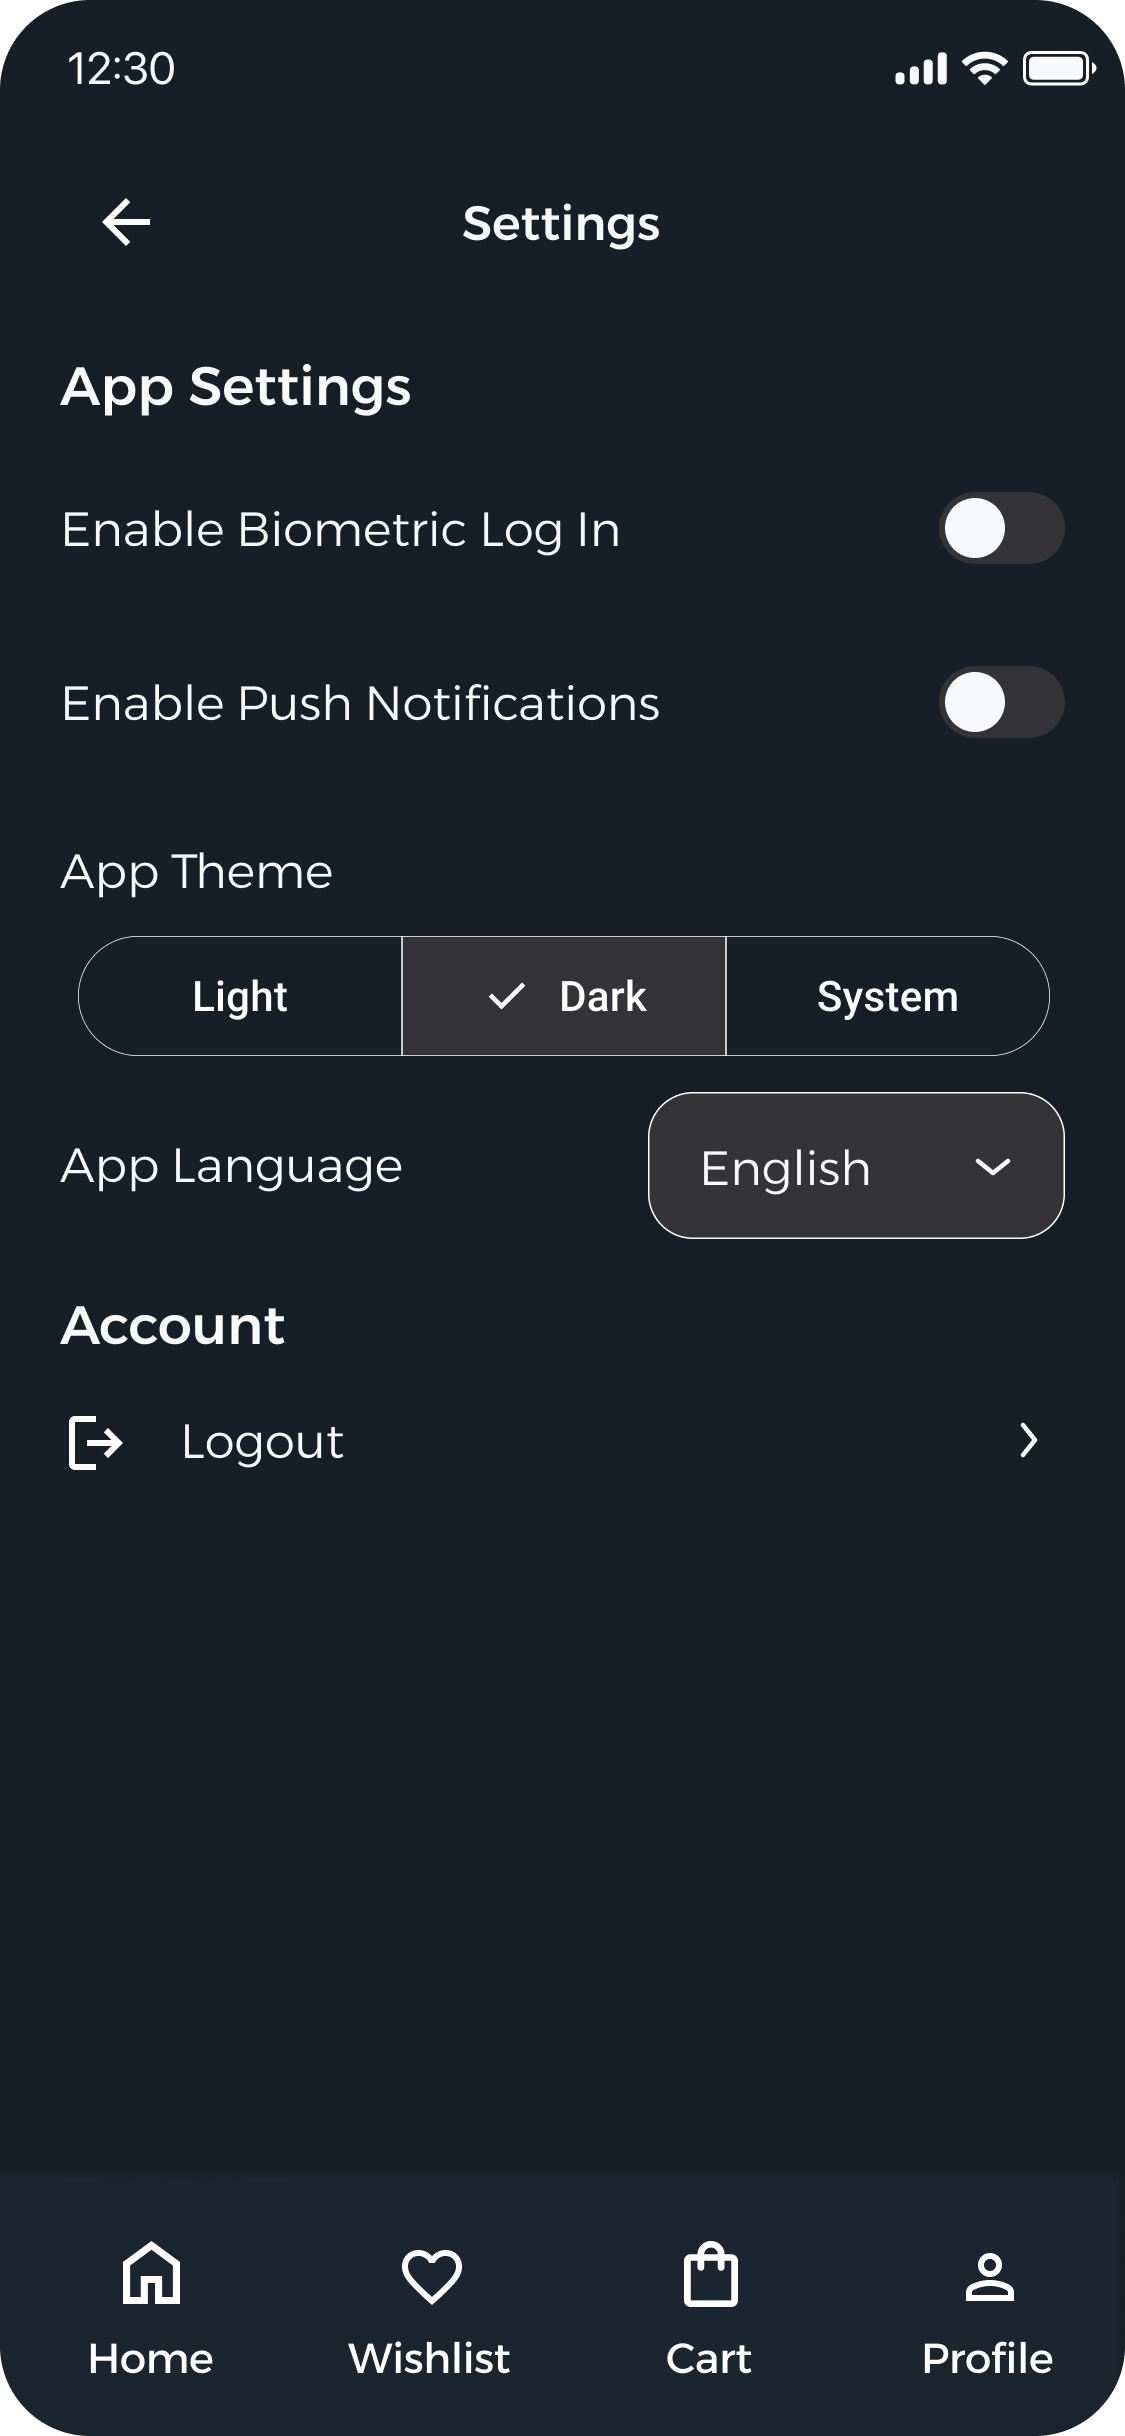 12:30
Settings
App Settings
Enable Biometric Log In
Enable Push Notifications
App Theme
Light Dark System
App Language English
Account
Logout
Home Wishlist Cart Profile